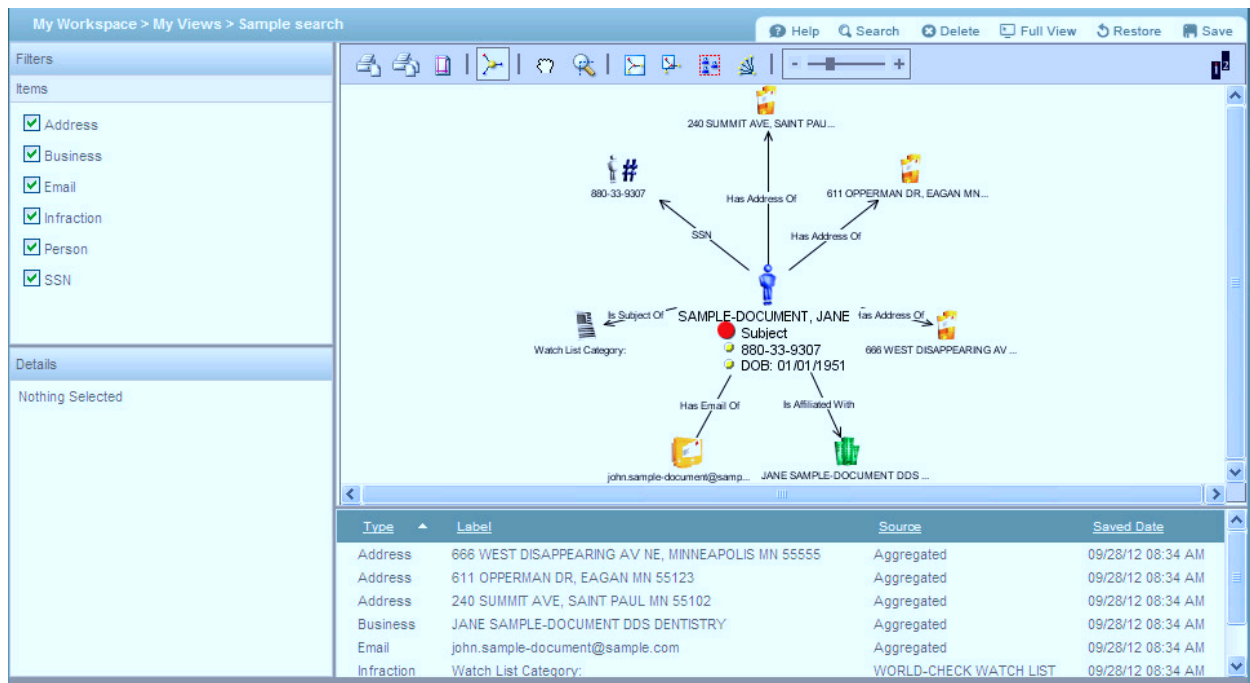 My Workspace > My Views > Sample search
Help Search Delete Full View Restore Save
Filters
Items
Address
Business
Email
Infraction
Person
SSN
Details
Nothing Selected
- +
i2
240 SUMMIT AVE, SAINT PAU...
880-33-9307
Has Address Of
611 OPPERMAN DR, EAGAN MN...
SSN
Has Address Of
Is Subject Of
SAMPLE-DOCUMENT, JANE
Has Address Of
Subject
Watch List Category:
880-33-9307
666 WEST DISAPPEARING AV ...
DOB: 01/01/1951
Has Email Of
Is Affiliated With
john.sample-document@samp...
JANE SAMPLE-DOCUMENT DDS ...
Type Label Source Saved Date
Address 666 WEST DISAPPEARING AV NE, MINNEAPOLIS MN 55555 Aggregated 09/28/12 08:34 AM
Address 611 OPPERMAN DR, EAGAN MN 55123 Aggregated 09/28/12 08:34 AM
Address 240 SUMMIT AVE, SAINT PAUL MN 55102 Aggregated 09/28/12 08:34 AM
Business JANE SAMPLE-DOCUMENT DDS DENTISTRY Aggregated 09/28/12 08:34 AM
Email john.sample-document@sample.com Aggregated 09/28/12 08:34 AM
Infraction Watch List Category: WORLD-CHECK WATCH LIST 09/28/12 08:34 AM